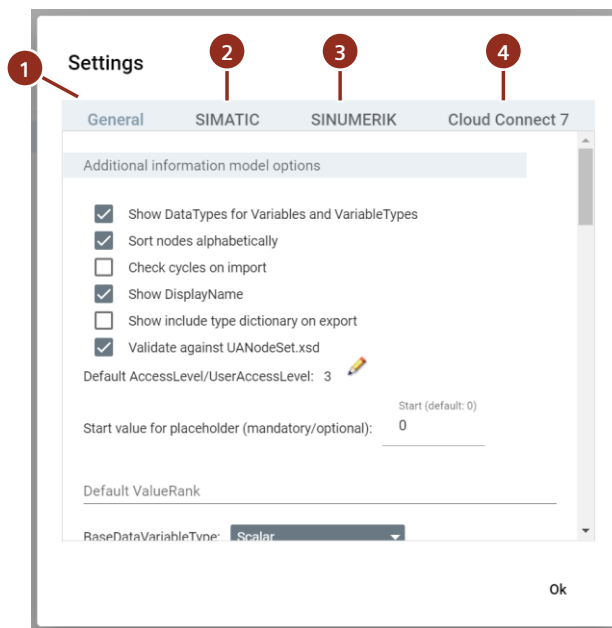 Settings
1
2
3
4
General SIMATIC SINUMERIK Cloud Connect 7
Additional information model options
Show DataTypes for Variables and VariableTypes
Sort nodes alphabetically
Check cycles on import
Show DisplayName
Show include type dictionary on export
Validate against UANodeSet.xsd
Default AccessLevel/UserAccessLevel: 3
Start (default: 0)
Start value for placeholder (mandatory/optional): 0
Default ValueRank
BaseDataVariableType: Scalar
Ok